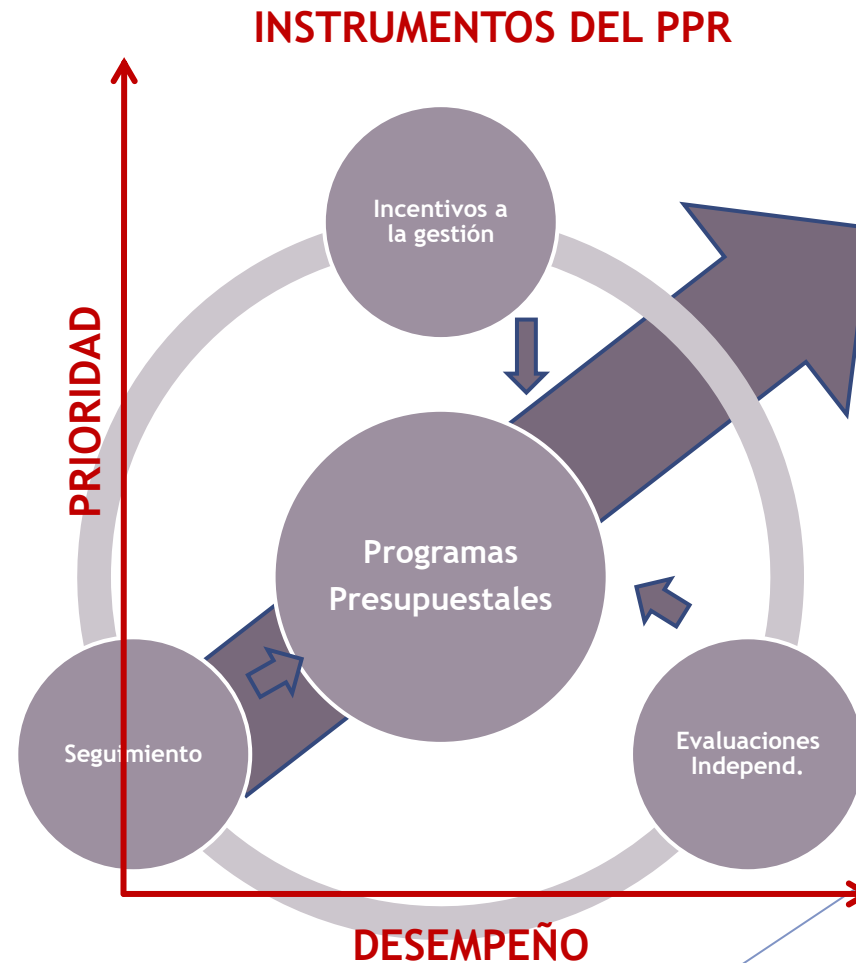 INSTRUMENTOS DEL PPR
Incentivos a
la gestión
PRIORIDAD
Programas
Presupuestales
Seguimiento
Evaluaciones
Independ.
DESEMPEÑO